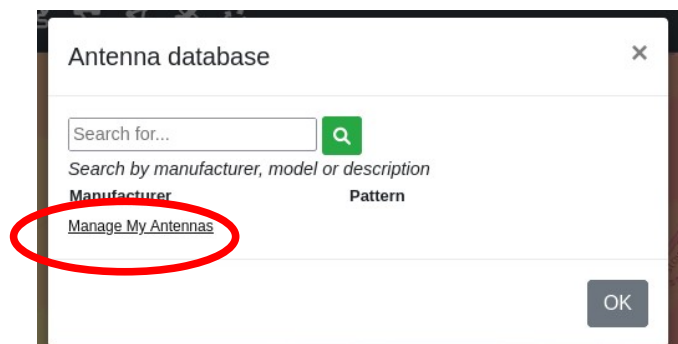 Antenna database ×
Search for...
Search by manufacturer, model or description
Manufacturer Pattern
Manage My Antennas
OK